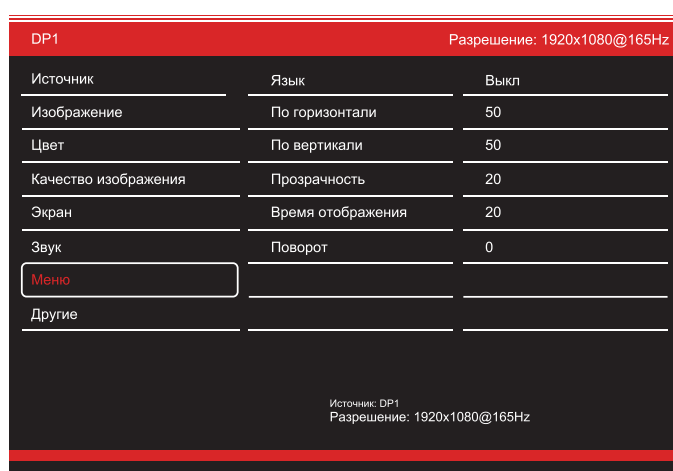 DP1 Разрешение: 1920x1080@165Hz
Источник Язык Выкл
Изображение По горизонтали 50
Цвет По вертикали 50
Качество изображения Прозрачность 20
Экран Время отображения 20
Звук Поворот 0
Меню
Другие
Источник: DP1
Разрешение: 1920x1080@165Hz